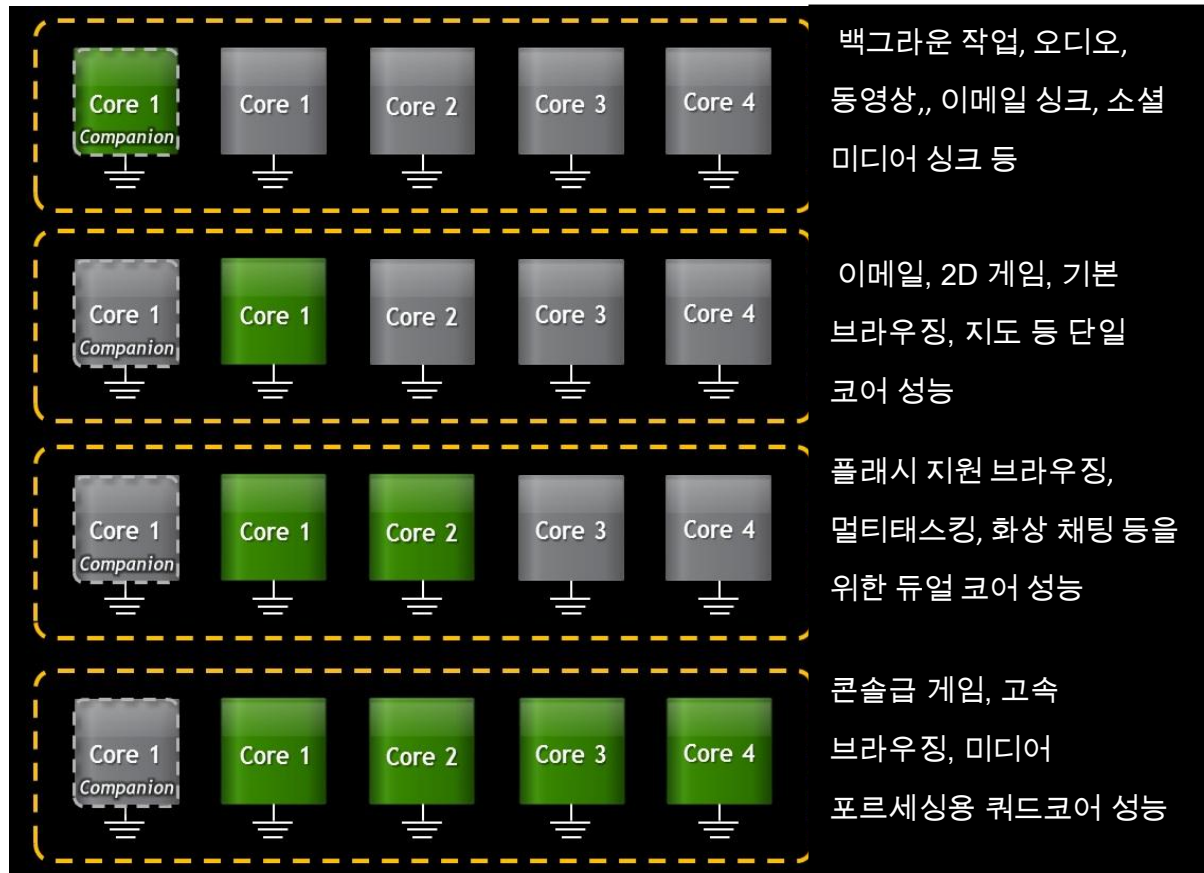 Core 1
Companion
Core 1
Core 2
Core 3
Core 4
백그라운 작업, 오디오,
동영상,, 이메일 싱크, 소셜
미디어 싱크 등
Core 1
Companion
Core 1
Core 2
Core 3
Core 4
이메일, 2D 게임, 기본
브라우징, 지도 등 단일
코어 성능
Core 1
Companion
Core 1
Core 2
Core 3
Core 4
플래시 지원 브라우징,
멀티태스킹, 화상 채팅 등을
위한 듀얼 코어 성능
Core 1
Companion
Core 1
Core 2
Core 3
Core 4
콘솔급 게임, 고속
브라우징, 미디어
포르세싱용 쿼드코어 성능